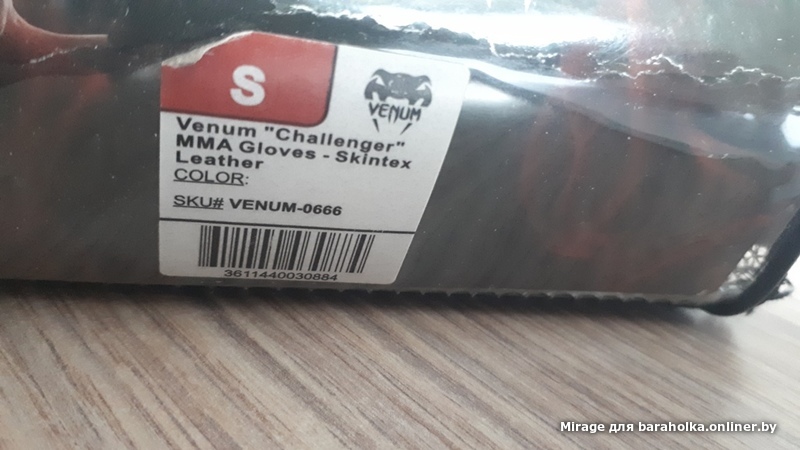 S
VENUM
Venum "Challenger"
MMA Gloves - Skintex
Leather
COLOR:
SKU# VENUM-0666
3611440030884
Mirage для baraholka.onliner.by